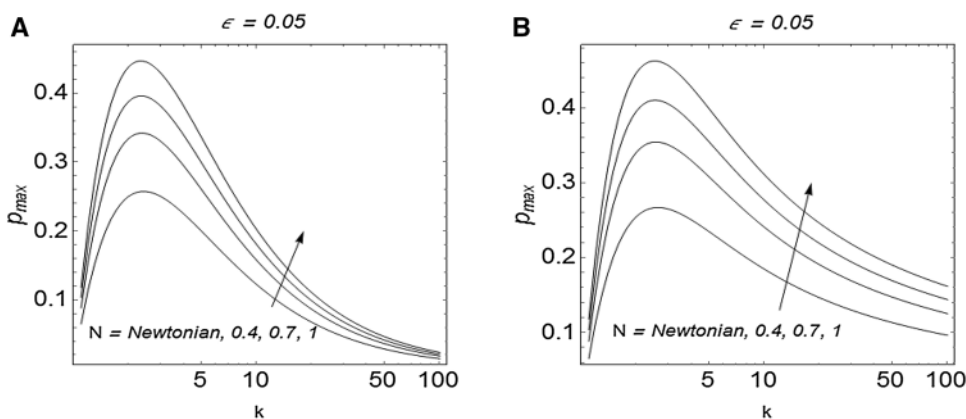 A
ϵ = 0.05
p_max
0.4
0.3
0.2
0.1
N = Newtonian, 0.4, 0.7, 1
5 10 50 100
k
B
ϵ = 0.05
p_max
0.4
0.3
0.2
0.1
N = Newtonian, 0.4, 0.7, 1
5 10 50 100
k